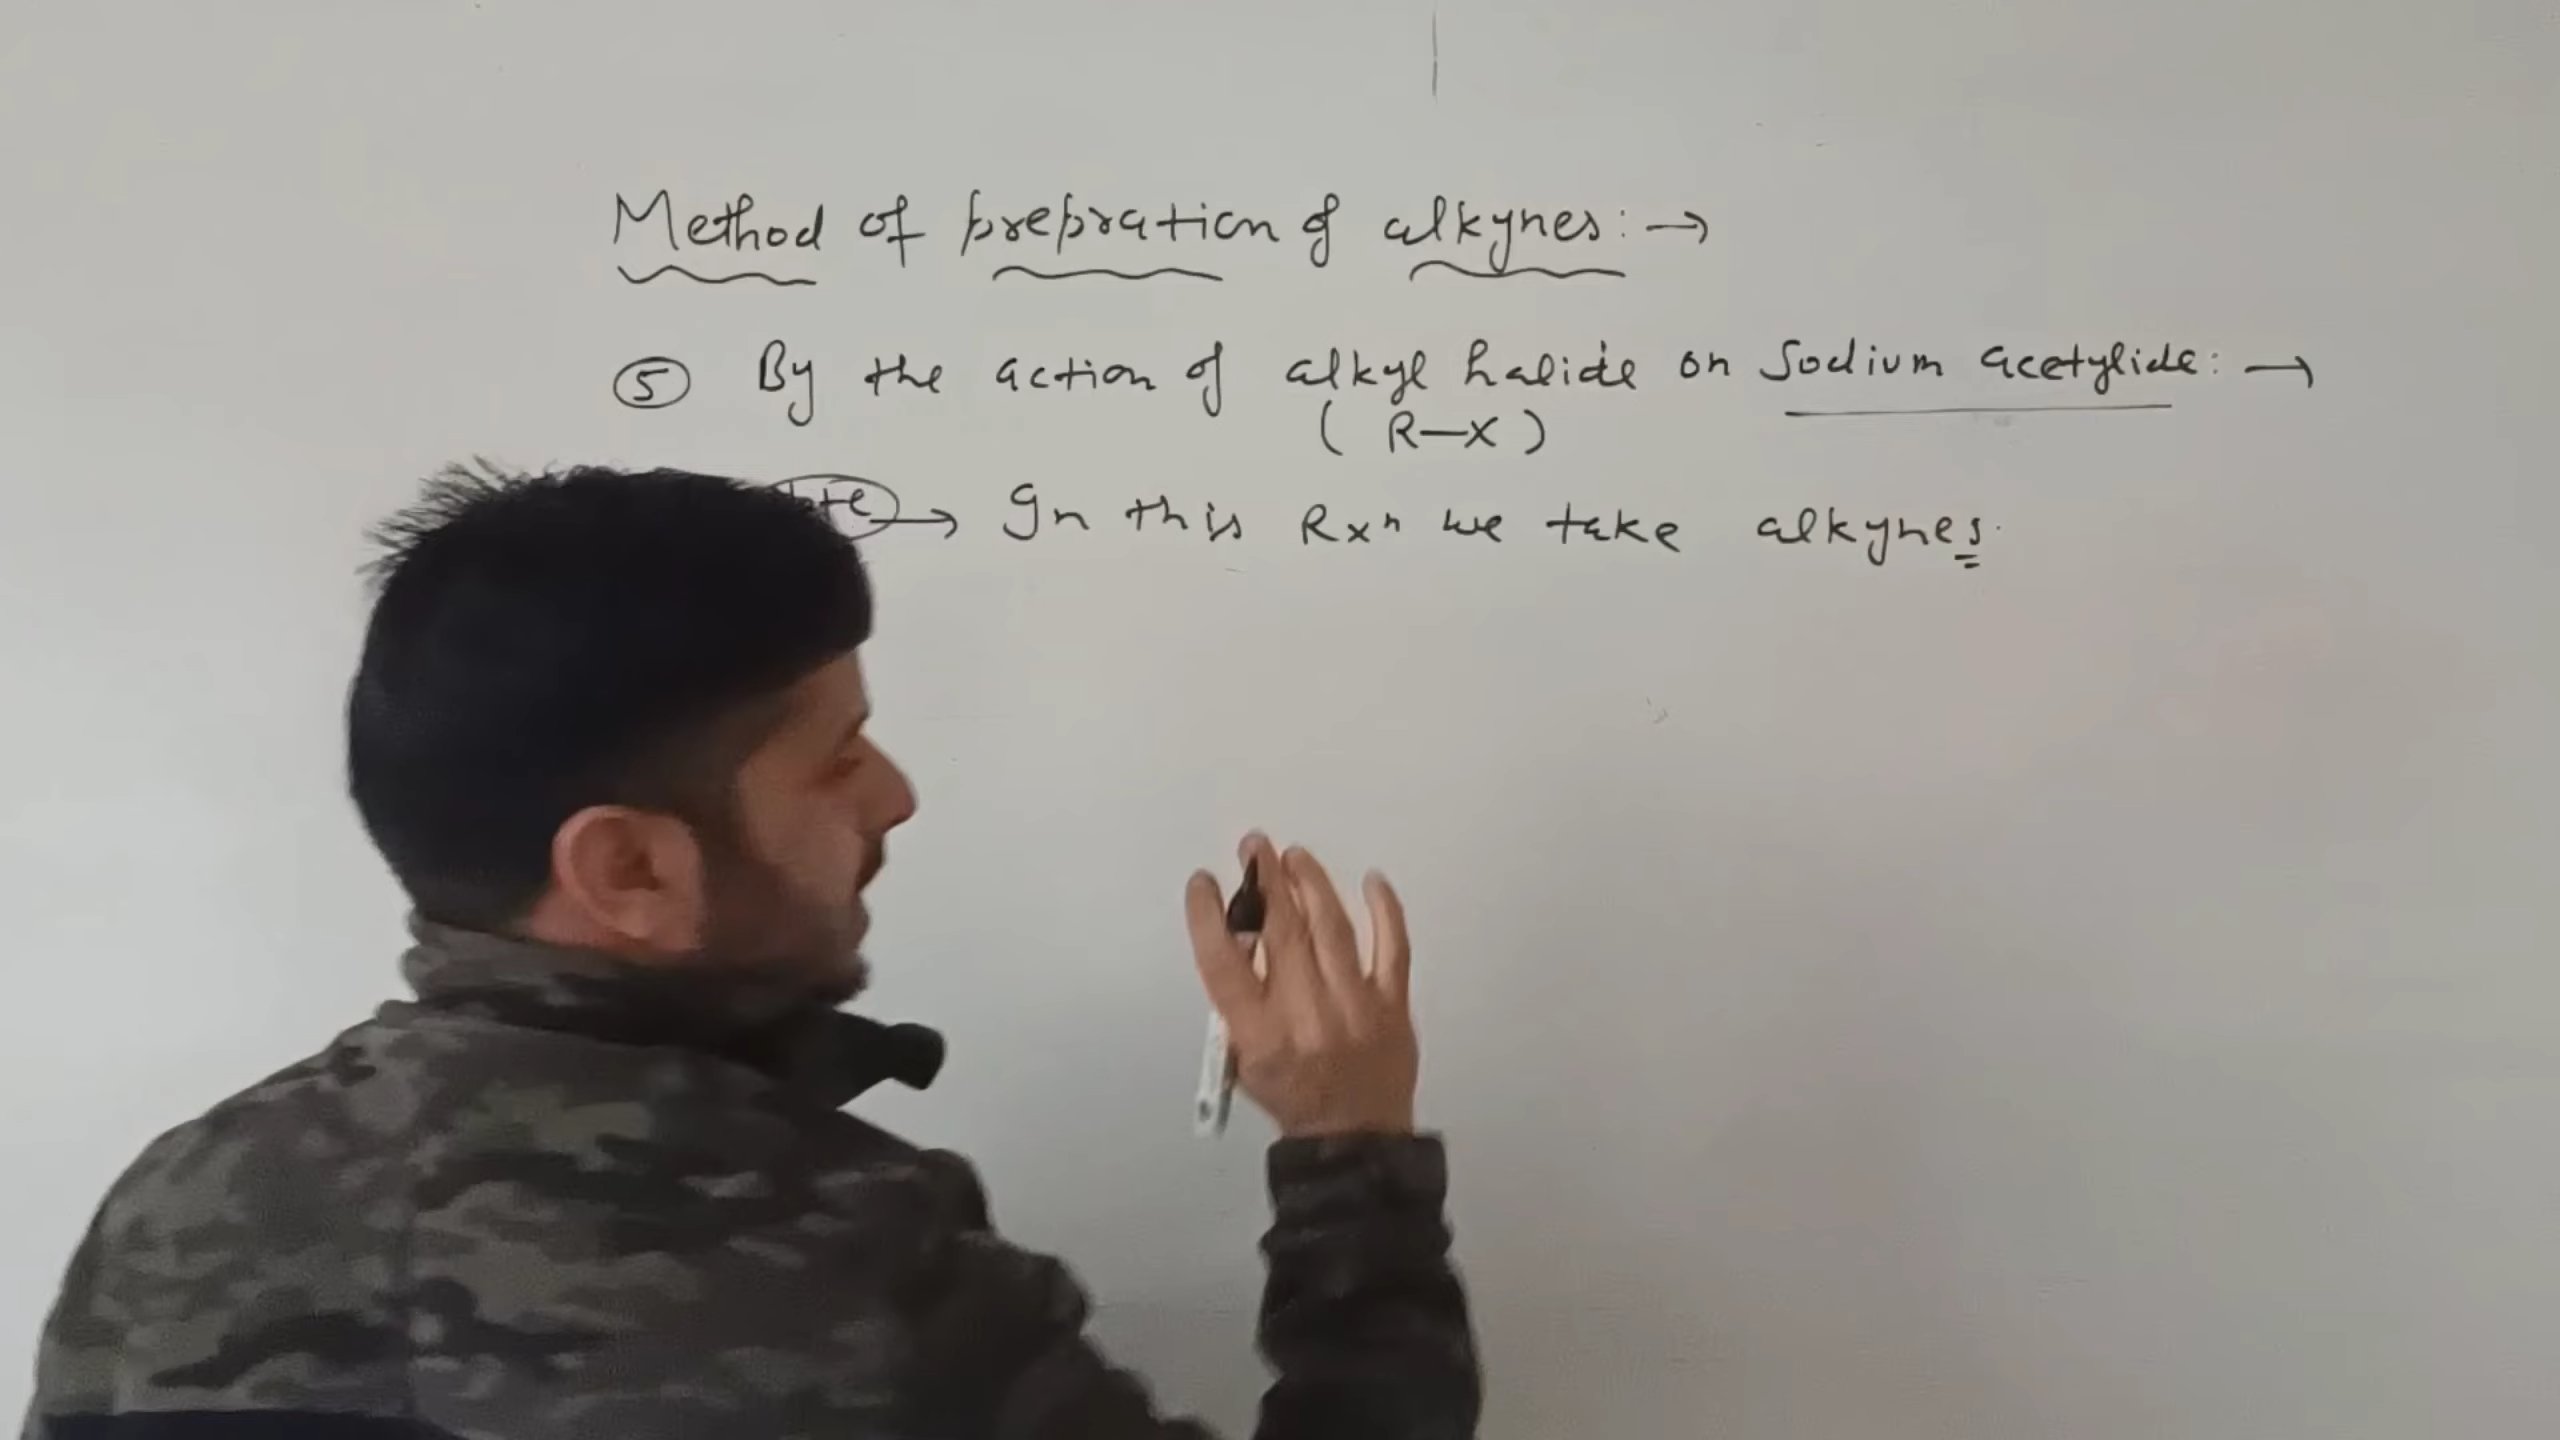 Method of prepration of alkynes:→
⑤ By the action of alkyl halide on Sodium acetylide:→
(R—X)
→ In this Rxⁿ we take alkynes.